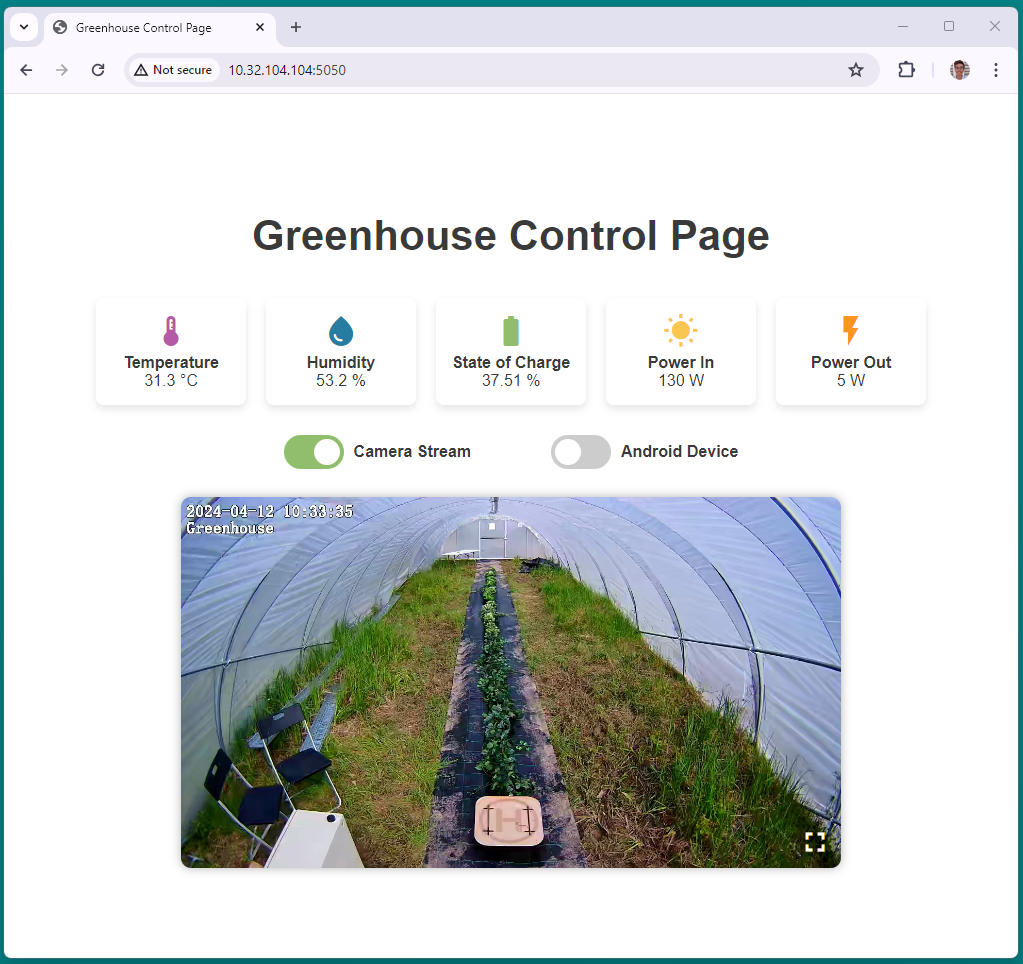 Greenhouse Control Page
Not secure
10.32.104.104:5050
Greenhouse Control Page
Temperature
31.3 °C
Humidity
53.2 %
State of Charge
37.51 %
Power In
130 W
Power Out
5 W
Camera Stream
Android Device
2024-04-12 10:33:35
Greenhouse
H